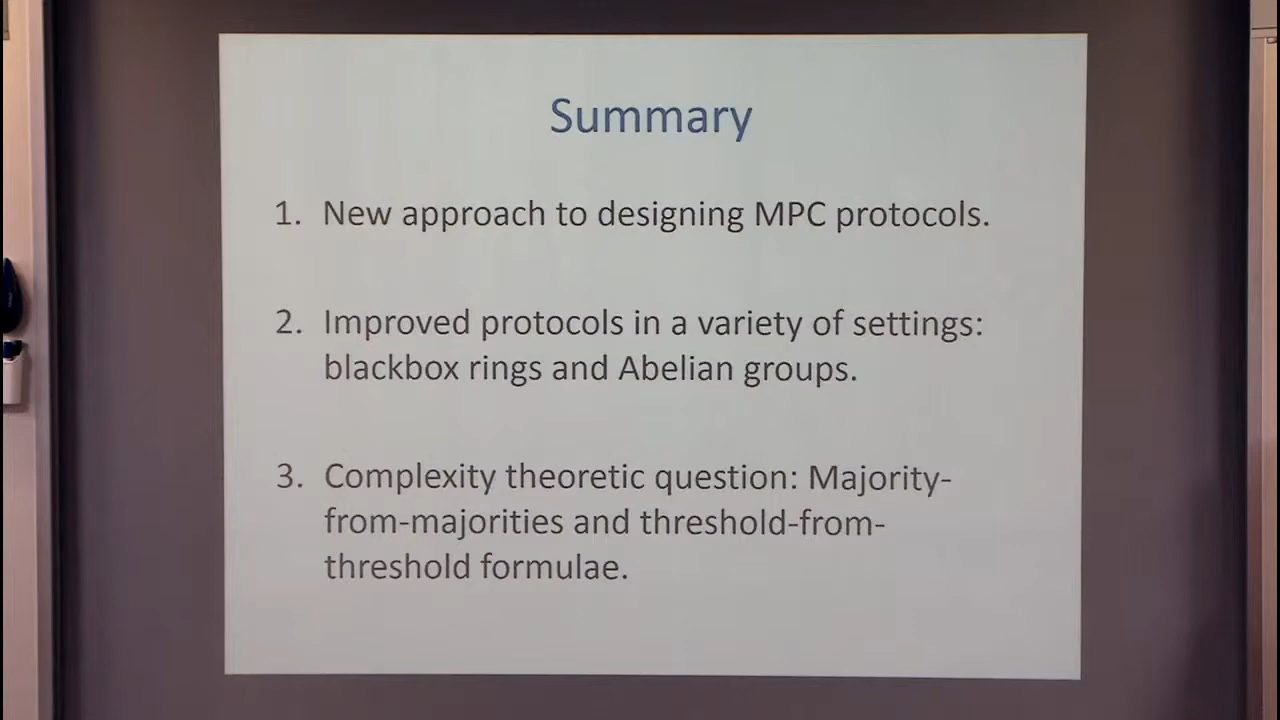 Summary
1. New approach to designing MPC protocols.
2. Improved protocols in a variety of settings:
blackbox rings and Abelian groups.
3. Complexity theoretic question: Majority-
from-majorities and threshold-from-
threshold formulae.